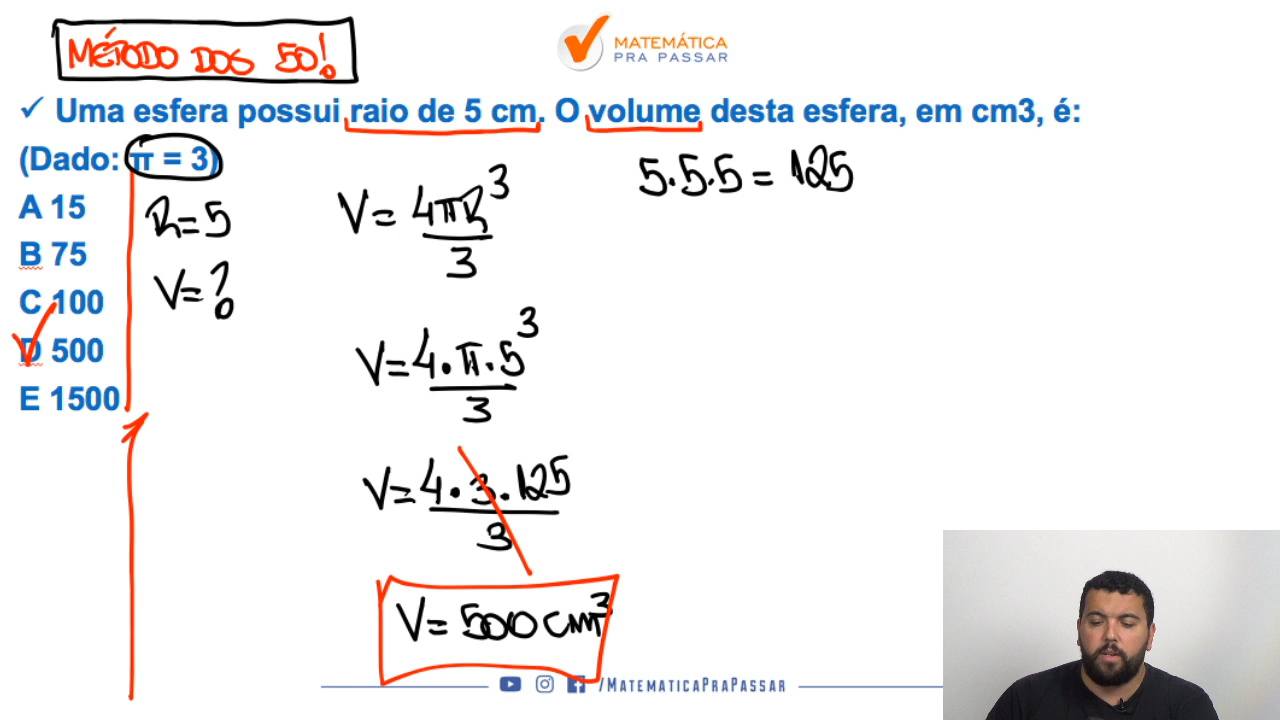 MÉTODO DOS 50!
MATEMÁTICA
PRA PASSAR
✓ Uma esfera possui raio de 5 cm. O volume desta esfera, em cm3, é:
(Dado: π = 3)
A 15
B 75
C 100
D 500
E 1500
R=5
V=?
V= 4πR³
3
V= 4•π•5³
3
V= 4•3•125
3
V= 500 cm³
5•5•5 = 125
/MatematicaPraPassar